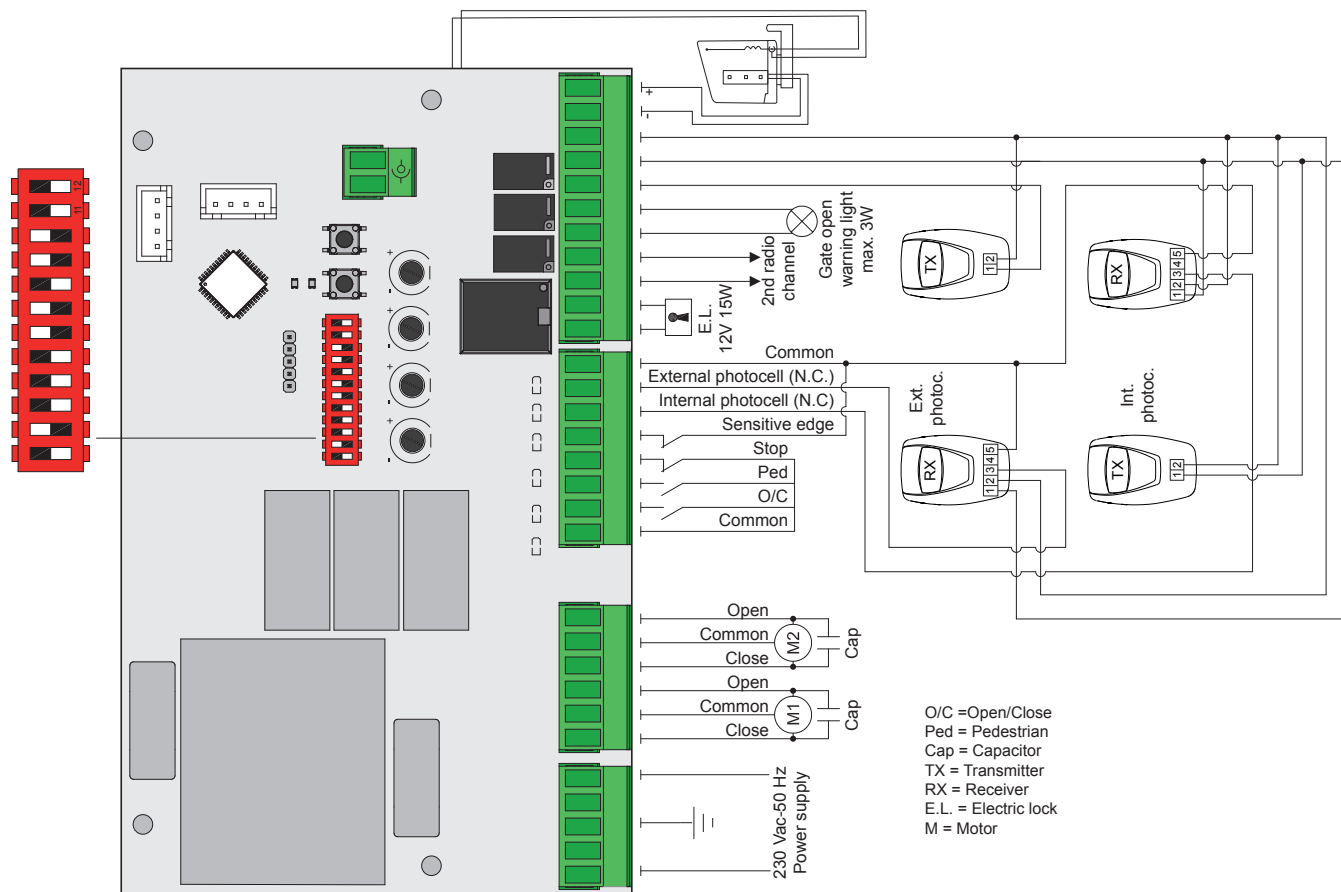 +
-
12
11
+
-
+
-
+
-
+
-
Gate open
warning light
max. 3W
2nd radio
channel
E.L.
12V 15W
TX
1 2
RX
1 2 3 4 5
Common
External photocell (N.C.)
Internal photocell (N.C)
Sensitive edge
Stop
Ped
O/C
Common
Ext.
photoc.
Int.
photoc.
RX
1 2 3 4 5
TX
1 2
Open
Common
Close
M2
Cap
Open
Common
Close
M1
Cap
230 Vac-50 Hz
Power supply
O/C =Open/Close
Ped = Pedestrian
Cap = Capacitor
TX = Transmitter
RX = Receiver
E.L. = Electric lock
M = Motor